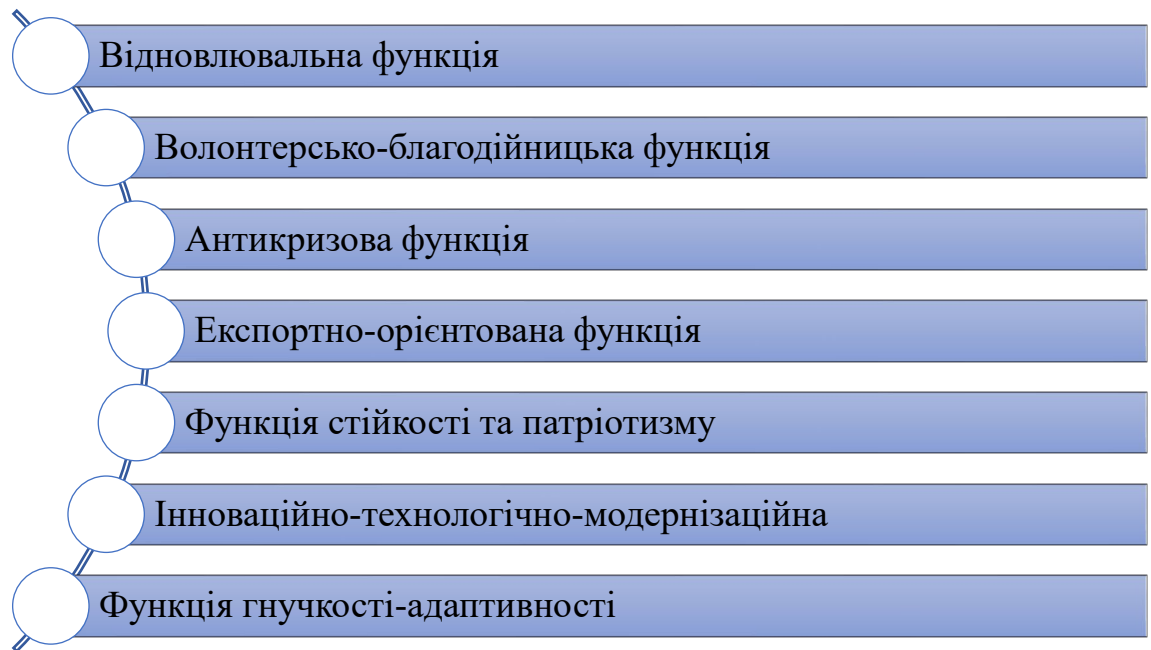 Відновлювальна функція
Волонтерсько-благодійницька функція
Антикризова функція
Експортно-орієнтована функція
Функція стійкості та патріотизму
Інноваційно-технологічно-модернізаційна
Функція гнучкості-адаптивності